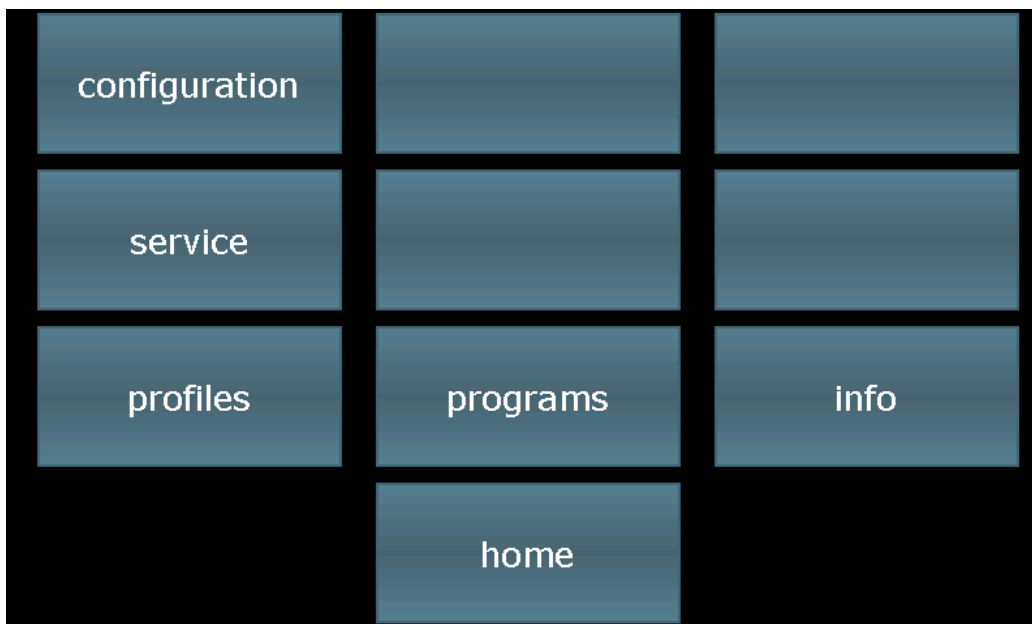 configuration
service
profiles
programs
info
home